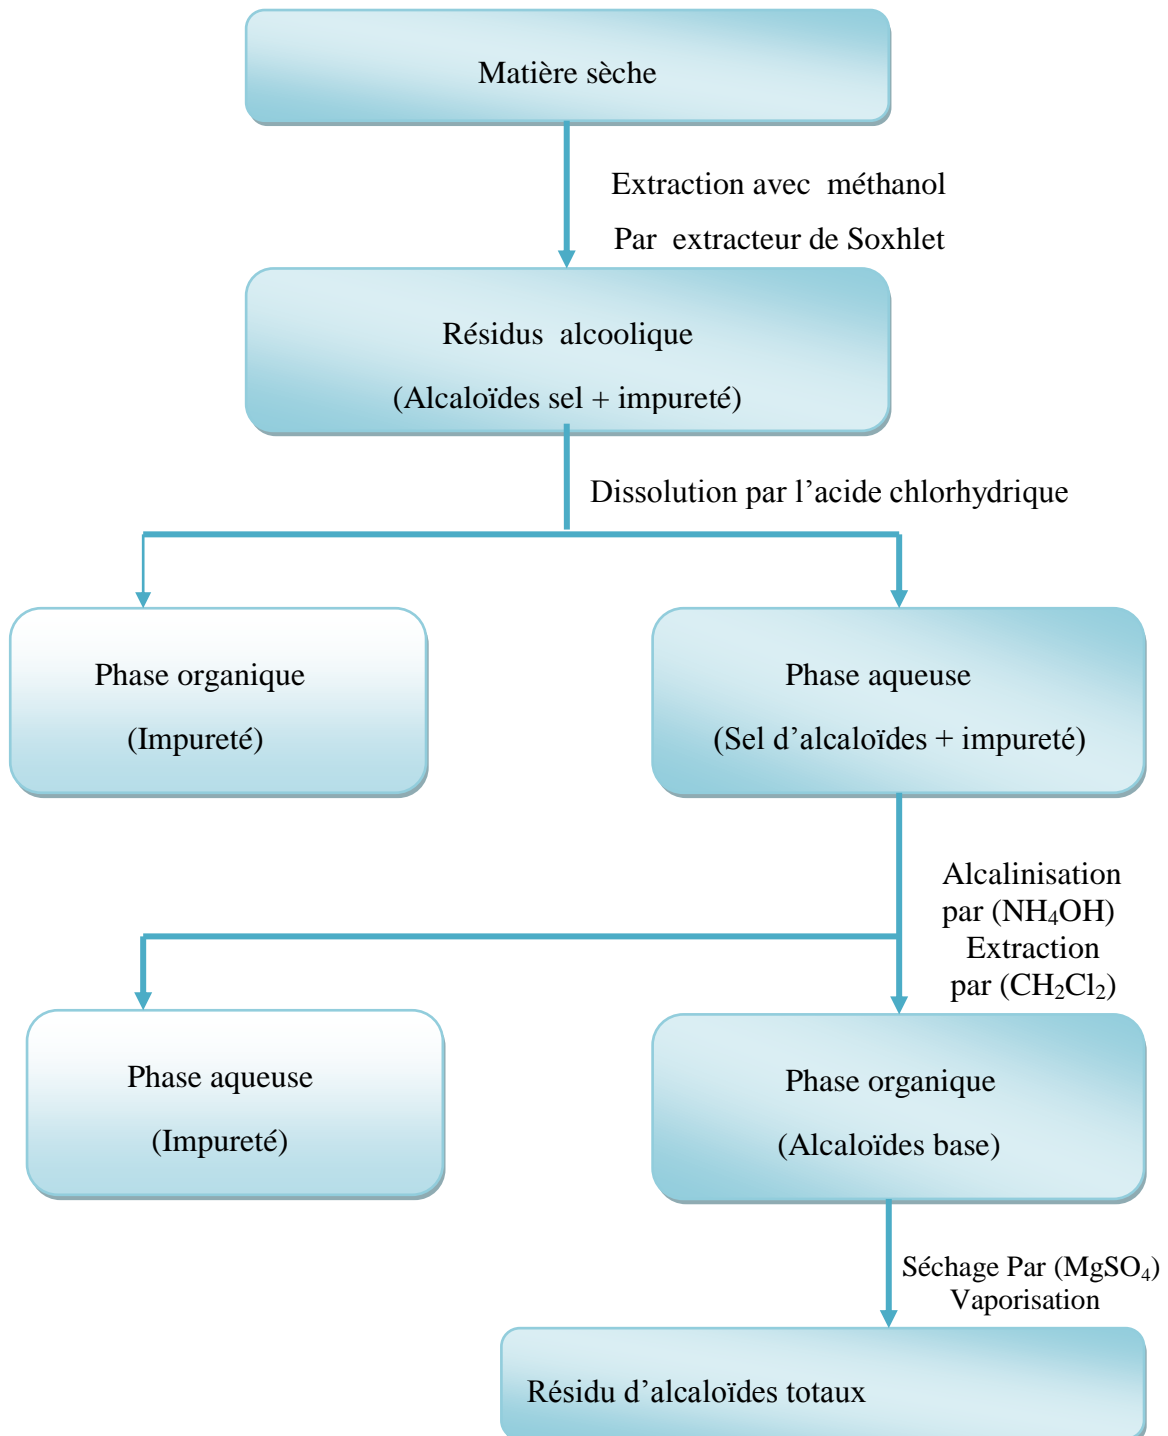 Matière sèche
Extraction avec méthanol
Par extracteur de Soxhlet
Résidus alcoolique
(Alcaloïdes sel + impureté)
Dissolution par l’acide chlorhydrique
Phase organique
(Impureté)
Phase aqueuse
(Sel d’alcaloïdes + impureté)
Alcalinisation
par (NH₄OH)
Extraction
par (CH₂Cl₂)
Phase aqueuse
(Impureté)
Phase organique
(Alcaloïdes base)
Séchage Par (MgSO₄)
Vaporisation
Résidu d’alcaloïdes totaux